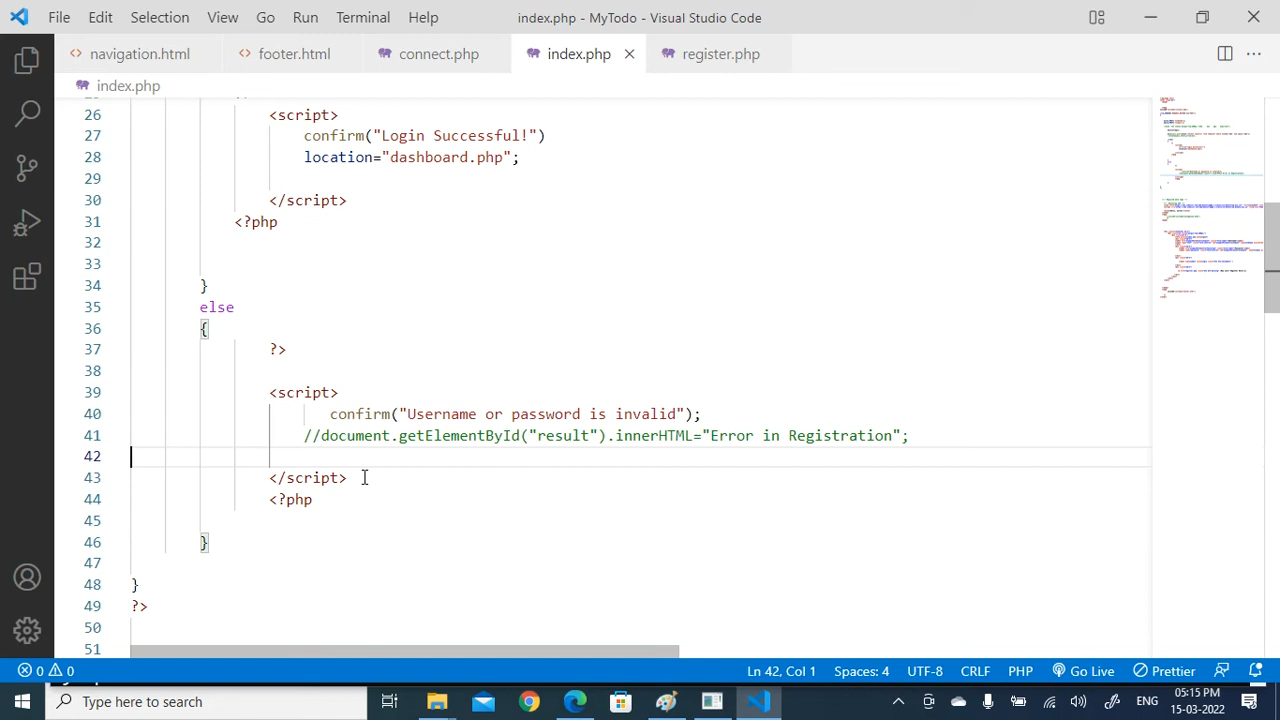 File Edit Selection View Go Run Terminal Help index.php - MyTodo - Visual Studio Code
navigation.html footer.html connect.php index.php register.php
index.php
26 <script>
27 confirm("Login Successful!")
28 location="dashboard.php";
29
30 </script>
31 <?php
32
33
34 }
35 else
36 {
37 ?>
38
39 <script>
40 confirm("Username or password is invalid");
41 //document.getElementById("result").innerHTML="Error in Registration";
42
43 </script>
44 <?php
45
46 }
47
48 }
49 ?>
50
51
0 0 Ln 42, Col 1 Spaces: 4 UTF-8 CRLF PHP Go Live Prettier
Type here to search ENG 05:15 PM
15-03-2022